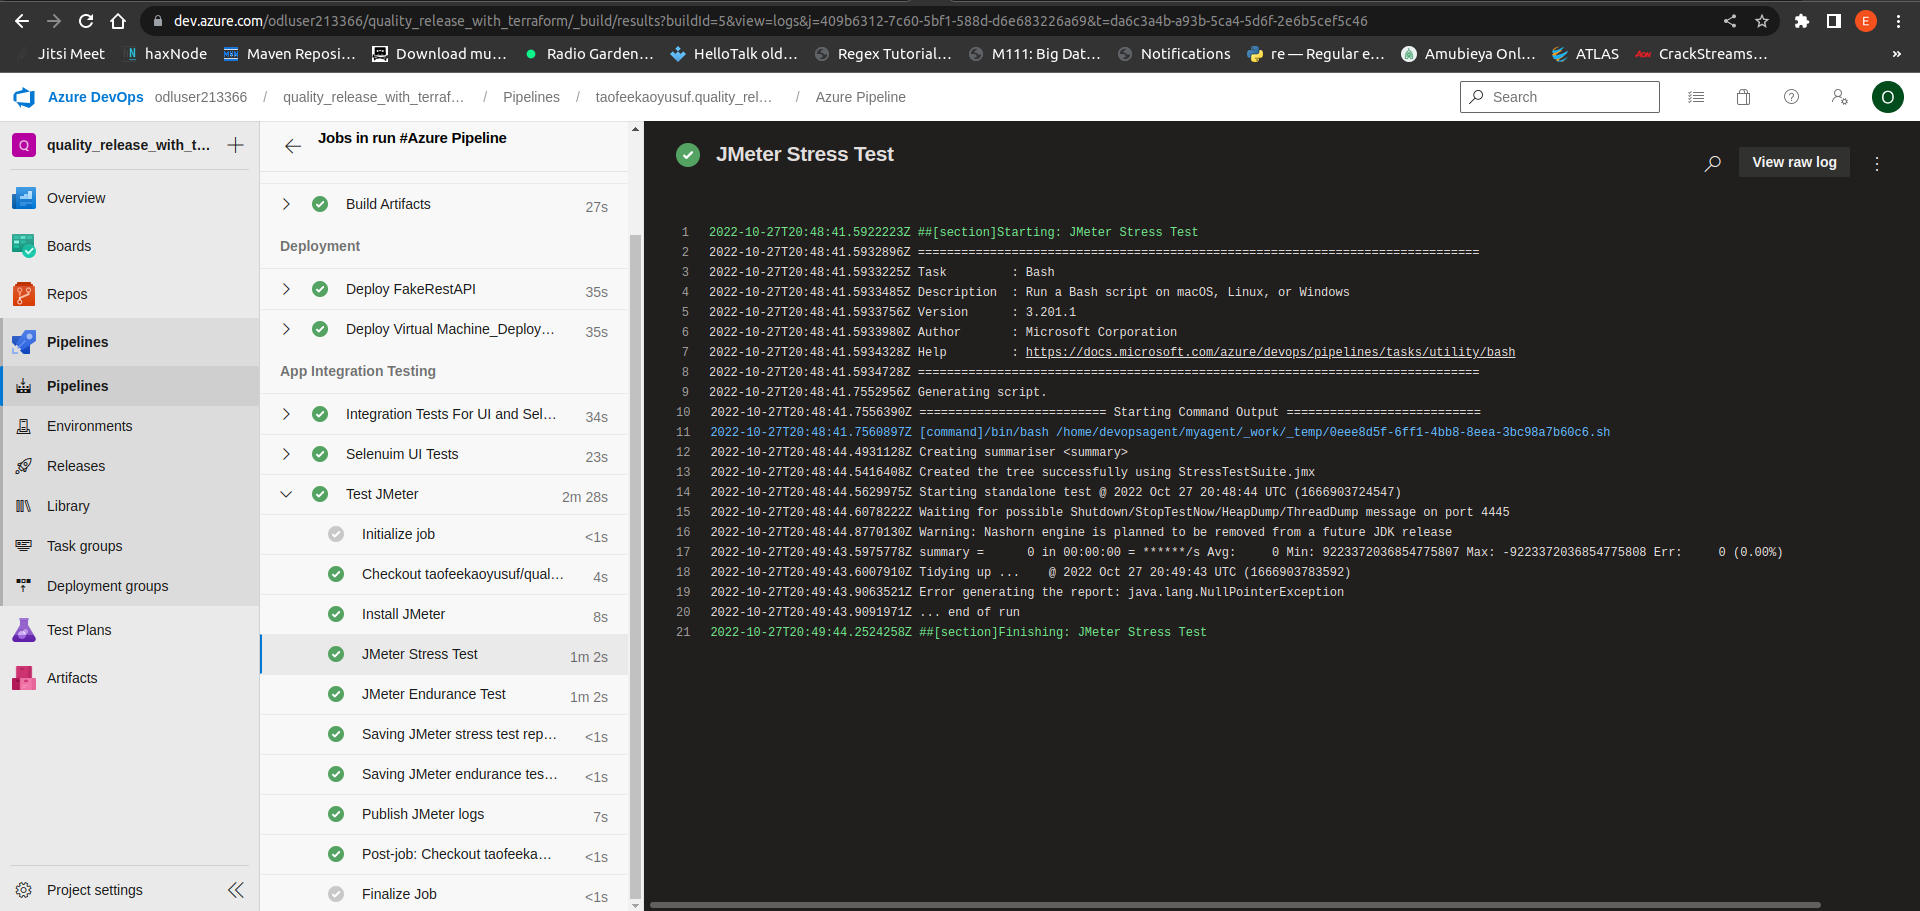 dev.azure.com/odluser213366/quality_release_with_terraform/_build/results?buildId=5&view=logs&j=409b6312-7c60-5bf1-588d-d6e683226a69&t=da6c3a4b-a93b-5ca4-5d6f-2e6b5cef5c46
E
Jitsi Meet
haxNode
Maven Reposi...
Download mu...
Radio Garden...
HelloTalk old...
Regex Tutorial...
M111: Big Dat...
Notifications
re — Regular e...
Amubieya Onl...
ATLAS
CrackStreams...
»
Azure DevOps odluser213366 / quality_release_with_terraf... / Pipelines / taofeekaoyusuf.quality_rel... / Azure Pipeline
Search
O
Q quality_release_with_t...
Overview
Boards
Repos
Pipelines
Pipelines
Environments
Releases
Library
Task groups
Deployment groups
Test Plans
Artifacts
Project settings
Jobs in run #Azure Pipeline
Build Artifacts 27s
Deployment
Deploy FakeRestAPI 35s
Deploy Virtual Machine_Deploy... 35s
App Integration Testing
Integration Tests For UI and Sel... 34s
Selenuim UI Tests 23s
Test JMeter 2m 28s
Initialize job <1s
Checkout taofeekaoyusuf/qual... 4s
Install JMeter 8s
JMeter Stress Test 1m 2s
JMeter Endurance Test 1m 2s
Saving JMeter stress test rep... <1s
Saving JMeter endurance tes... <1s
Publish JMeter logs 7s
Post-job: Checkout taofeeka... <1s
Finalize Job <1s
JMeter Stress Test
View raw log
1 2022-10-27T20:48:41.5922223Z ##[section]Starting: JMeter Stress Test
2 2022-10-27T20:48:41.5932896Z ==============================================================================
3 2022-10-27T20:48:41.5933225Z Task         : Bash
4 2022-10-27T20:48:41.5933485Z Description  : Run a Bash script on macOS, Linux, or Windows
5 2022-10-27T20:48:41.5933756Z Version      : 3.201.1
6 2022-10-27T20:48:41.5933980Z Author       : Microsoft Corporation
7 2022-10-27T20:48:41.5934328Z Help         : https://docs.microsoft.com/azure/devops/pipelines/tasks/utility/bash
8 2022-10-27T20:48:41.5934728Z ==============================================================================
9 2022-10-27T20:48:41.7552956Z Generating script.
10 2022-10-27T20:48:41.7556390Z ========================== Starting Command Output ===========================
11 2022-10-27T20:48:41.7560897Z [command]/bin/bash /home/devopsagent/myagent/_work/_temp/0eee8d5f-6ff1-4bb8-8eea-3bc98a7b60c6.sh
12 2022-10-27T20:48:44.4931128Z Creating summariser <summary>
13 2022-10-27T20:48:44.5416408Z Created the tree successfully using StressTestSuite.jmx
14 2022-10-27T20:48:44.5629975Z Starting standalone test @ 2022 Oct 27 20:48:44 UTC (1666903724547)
15 2022-10-27T20:48:44.6078222Z Waiting for possible Shutdown/StopTestNow/HeapDump/ThreadDump message on port 4445
16 2022-10-27T20:48:44.8770130Z Warning: Nashorn engine is planned to be removed from a future JDK release
17 2022-10-27T20:49:43.5975778Z summary =      0 in 00:00:00 = ******/s Avg:     0 Min: 9223372036854775807 Max: -9223372036854775808 Err:     0 (0.00%)
18 2022-10-27T20:49:43.6007910Z Tidying up ...    @ 2022 Oct 27 20:49:43 UTC (1666903783592)
19 2022-10-27T20:49:43.9063521Z Error generating the report: java.lang.NullPointerException
20 2022-10-27T20:49:43.9091971Z ... end of run
21 2022-10-27T20:49:44.2524258Z ##[section]Finishing: JMeter Stress Test